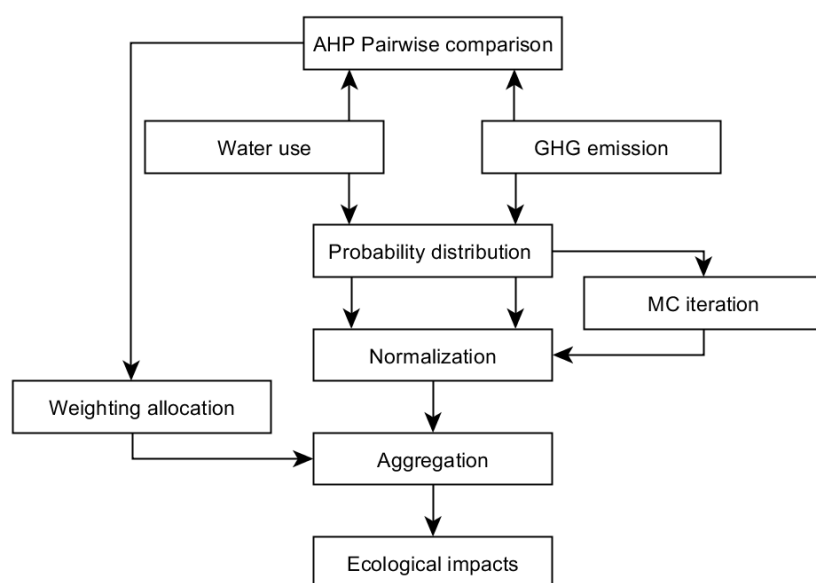 AHP Pairwise comparison
Water use
GHG emission
Probability distribution
MC iteration
Normalization
Weighting allocation
Aggregation
Ecological impacts